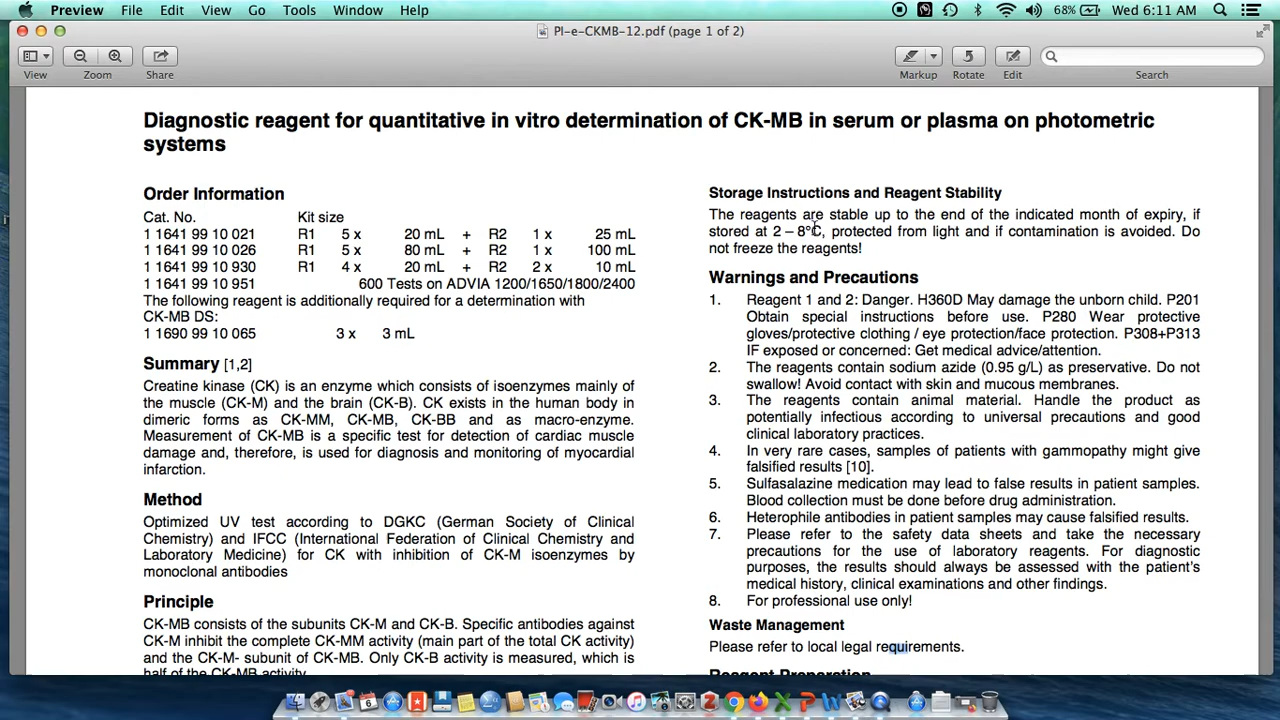 Preview File Edit View Go Tools Window Help
68% Wed 6:11 AM
PI-e-CKMB-12.pdf (page 1 of 2)
View Zoom Share Markup Rotate Edit Search
Diagnostic reagent for quantitative in vitro determination of CK-MB in serum or plasma on photometric
systems
Order Information
Cat. No. Kit size
1 1641 99 10 021 R1 5 x 20 mL + R2 1 x 25 mL
1 1641 99 10 026 R1 5 x 80 mL + R2 1 x 100 mL
1 1641 99 10 930 R1 4 x 20 mL + R2 2 x 10 mL
1 1641 99 10 951 600 Tests on ADVIA 1200/1650/1800/2400
The following reagent is additionally required for a determination with
CK-MB DS:
1 1690 99 10 065 3 x 3 mL
Summary [1,2]
Creatine kinase (CK) is an enzyme which consists of isoenzymes mainly of
the muscle (CK-M) and the brain (CK-B). CK exists in the human body in
dimeric forms as CK-MM, CK-MB, CK-BB and as macro-enzyme.
Measurement of CK-MB is a specific test for detection of cardiac muscle
damage and, therefore, is used for diagnosis and monitoring of myocardial
infarction.
Method
Optimized UV test according to DGKC (German Society of Clinical
Chemistry) and IFCC (International Federation of Clinical Chemistry and
Laboratory Medicine) for CK with inhibition of CK-M isoenzymes by
monoclonal antibodies
Principle
CK-MB consists of the subunits CK-M and CK-B. Specific antibodies against
CK-M inhibit the complete CK-MM activity (main part of the total CK activity)
and the CK-M- subunit of CK-MB. Only CK-B activity is measured, which is
half of the CK-MB activity.
Storage Instructions and Reagent Stability
The reagents are stable up to the end of the indicated month of expiry, if
stored at 2 – 8°C, protected from light and if contamination is avoided. Do
not freeze the reagents!
Warnings and Precautions
1. Reagent 1 and 2: Danger. H360D May damage the unborn child. P201
Obtain special instructions before use. P280 Wear protective
gloves/protective clothing / eye protection/face protection. P308+P313
IF exposed or concerned: Get medical advice/attention.
2. The reagents contain sodium azide (0.95 g/L) as preservative. Do not
swallow! Avoid contact with skin and mucous membranes.
3. The reagents contain animal material. Handle the product as
potentially infectious according to universal precautions and good
clinical laboratory practices.
4. In very rare cases, samples of patients with gammopathy might give
falsified results [10].
5. Sulfasalazine medication may lead to false results in patient samples.
Blood collection must be done before drug administration.
6. Heterophile antibodies in patient samples may cause falsified results.
7. Please refer to the safety data sheets and take the necessary
precautions for the use of laboratory reagents. For diagnostic
purposes, the results should always be assessed with the patient's
medical history, clinical examinations and other findings.
8. For professional use only!
Waste Management
Please refer to local legal requirements.
Reagent Preparation